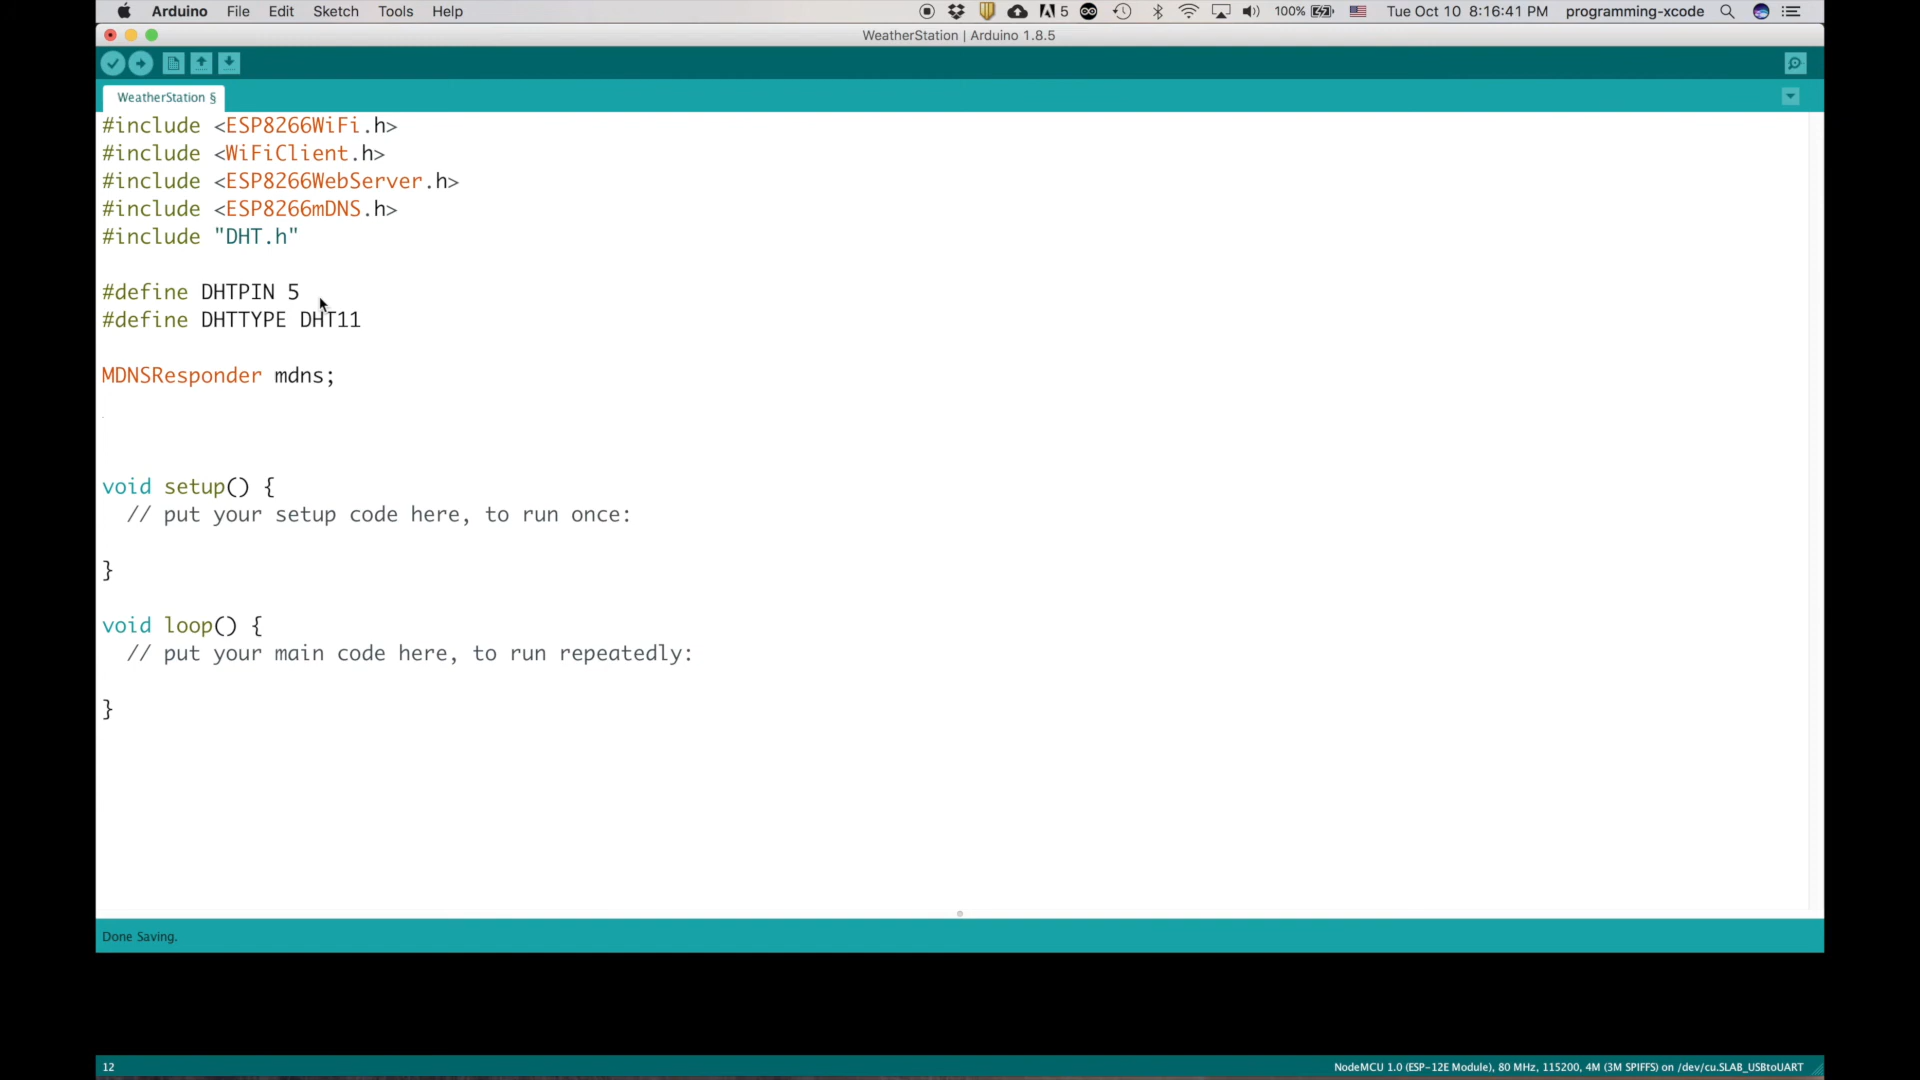 Arduino File Edit Sketch Tools Help 5 100% Tue Oct 10 8:16:41 PM programming-xcode
WeatherStation | Arduino 1.8.5
WeatherStation §
#include <ESP8266WiFi.h>
#include <WiFiClient.h>
#include <ESP8266WebServer.h>
#include <ESP8266mDNS.h>
#include "DHT.h"
#define DHTPIN 5
#define DHTTYPE DHT11
MDNSResponder mdns;
void setup() {
// put your setup code here, to run once:
}
void loop() {
// put your main code here, to run repeatedly:
}
Done Saving.
12 NodeMCU 1.0 (ESP-12E Module), 80 MHz, 115200, 4M (3M SPIFFS) on /dev/cu.SLAB_USBtoUART